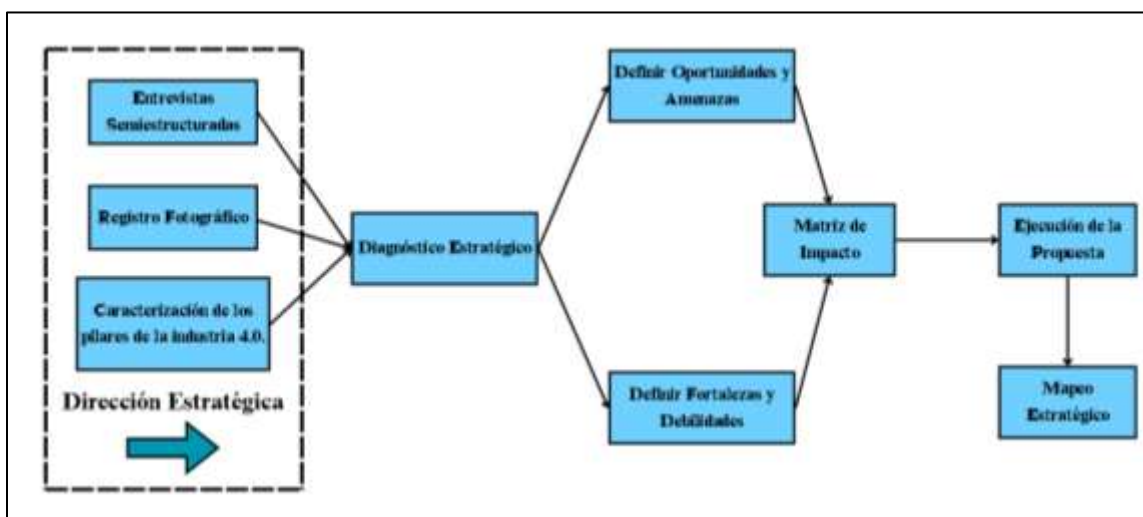 Entrevistas
Semiestructuradas
Registro Fotográfico
Caracterización de los
pilares de la industria 4.0.
Dirección Estratégica
Diagnóstico Estratégico
Definir Oportunidades y
Amenazas
Definir Fortalezas y
Debilidades
Matriz de
Impacto
Ejecución de la
Propuesta
Mapeo
Estratégico